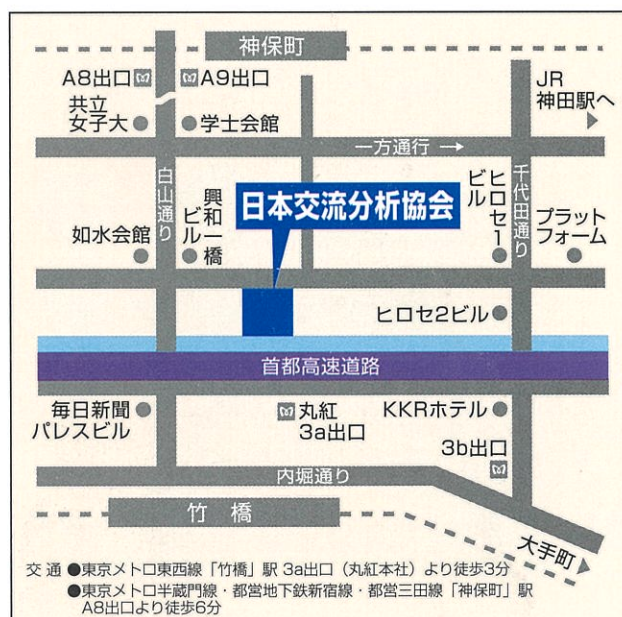 神保町
A8出口
A9出口
JR
神田駅へ
共立
女子大
学士会館
一方通行 →
白山通り
千代田通り
如水会館
興和一橋
ビル
日本交流分析協会
ヒロセ1
ビル
プラット
フォーム
ヒロセ2ビル
首都高速道路
毎日新聞
パレスビル
丸紅
3a出口
KKRホテル
3b出口
内堀通り
竹橋
大手町
交通 ●東京メトロ東西線「竹橋」駅 3a出口（丸紅本社）より徒歩3分
●東京メトロ半蔵門線・都営地下鉄新宿線・都営三田線「神保町」駅
A8出口より徒歩6分